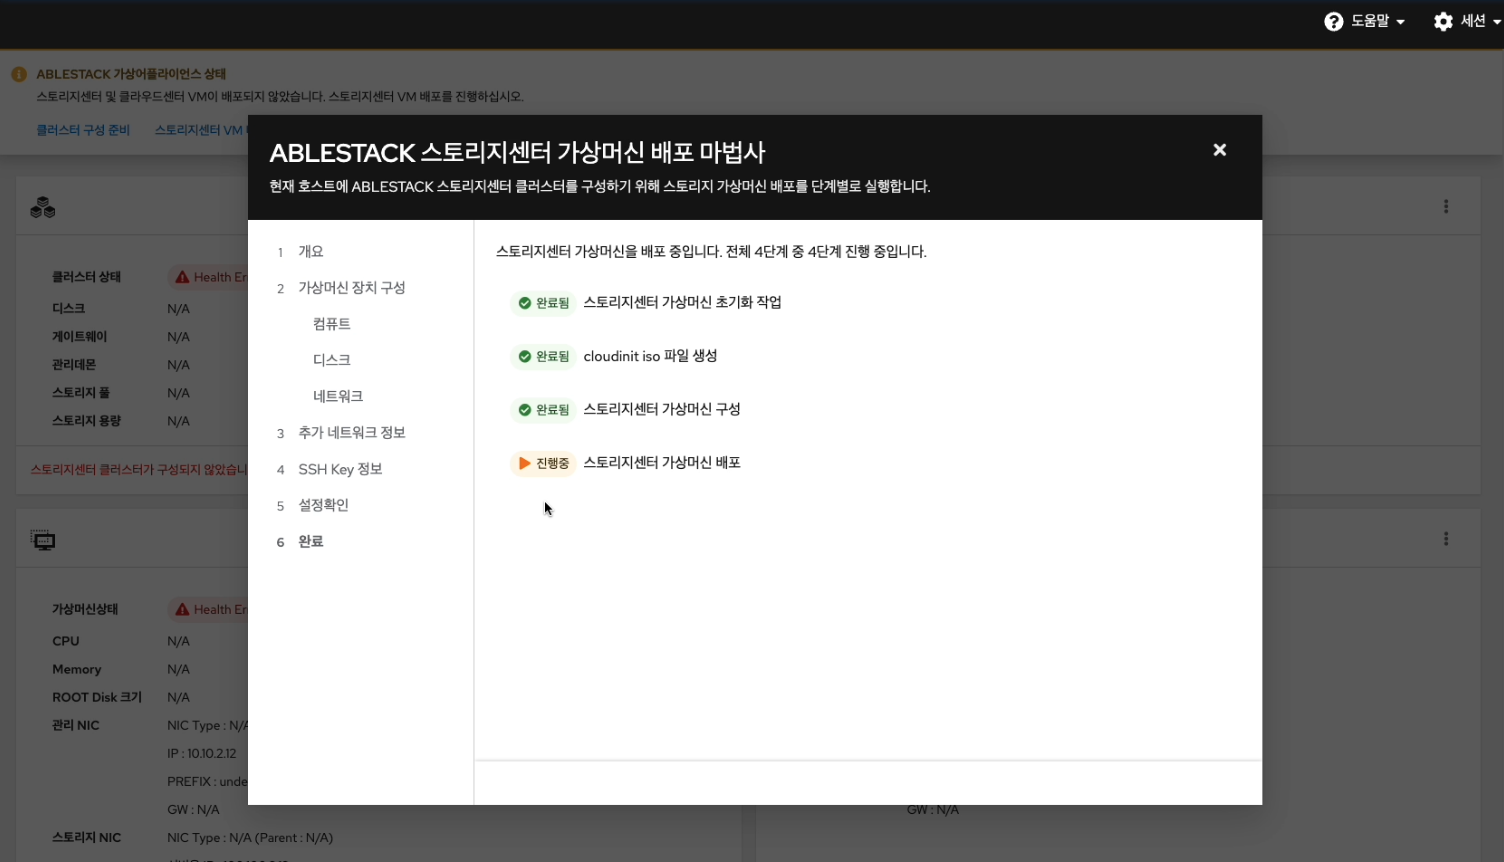 도움말
세션
ABLESTACK 가상어플라이언스 상태
스토리지센터 및 클라우드센터 VM이 배포되지 않았습니다. 스토리지센터 VM 배포를 진행하십시오.
클러스터 구성 준비 스토리지센터 VM
ABLESTACK 스토리지센터 가상머신 배포 마법사
현재 호스트에 ABLESTACK 스토리지센터 클러스터를 구성하기 위해 스토리지 가상머신 배포를 단계별로 실행합니다.
1 개요
2 가상머신 장치 구성
컴퓨트
디스크
네트워크
3 추가 네트워크 정보
4 SSH Key 정보
5 설정확인
6 완료
스토리지센터 가상머신을 배포 중입니다. 전체 4단계 중 4단계 진행 중입니다.
완료됨 스토리지센터 가상머신 초기화 작업
완료됨 cloudinit iso 파일 생성
완료됨 스토리지센터 가상머신 구성
진행중 스토리지센터 가상머신 배포
클러스터 상태 Health Er
디스크 N/A
게이트웨이 N/A
관리데몬 N/A
스토리지 풀 N/A
스토리지 용량 N/A
스토리지센터 클러스터가 구성되지 않았습니
가상머신상태 Health Er
CPU N/A
Memory N/A
ROOT Disk 크기 N/A
관리 NIC NIC Type : N/A
IP : 10.10.2.12
PREFIX : unde
GW : N/A
GW : N/A
스토리지 NIC NIC Type : N/A (Parent : N/A)